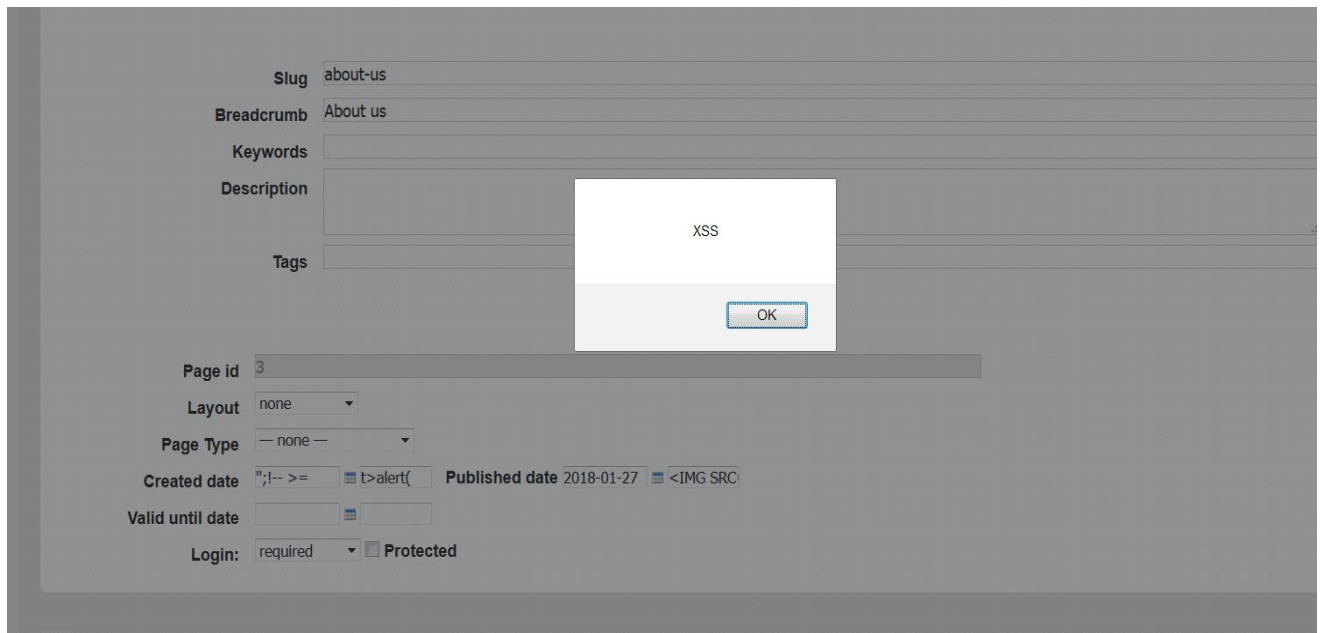 Slug about-us
Breadcrumb About us
Keywords
Description
Tags
XSS
OK
Page id 3
Layout none
Page Type — none —
Created date ";!-- >= t>alert( Published date 2018-01-27 <IMG SRC=
Valid until date
Login: required Protected